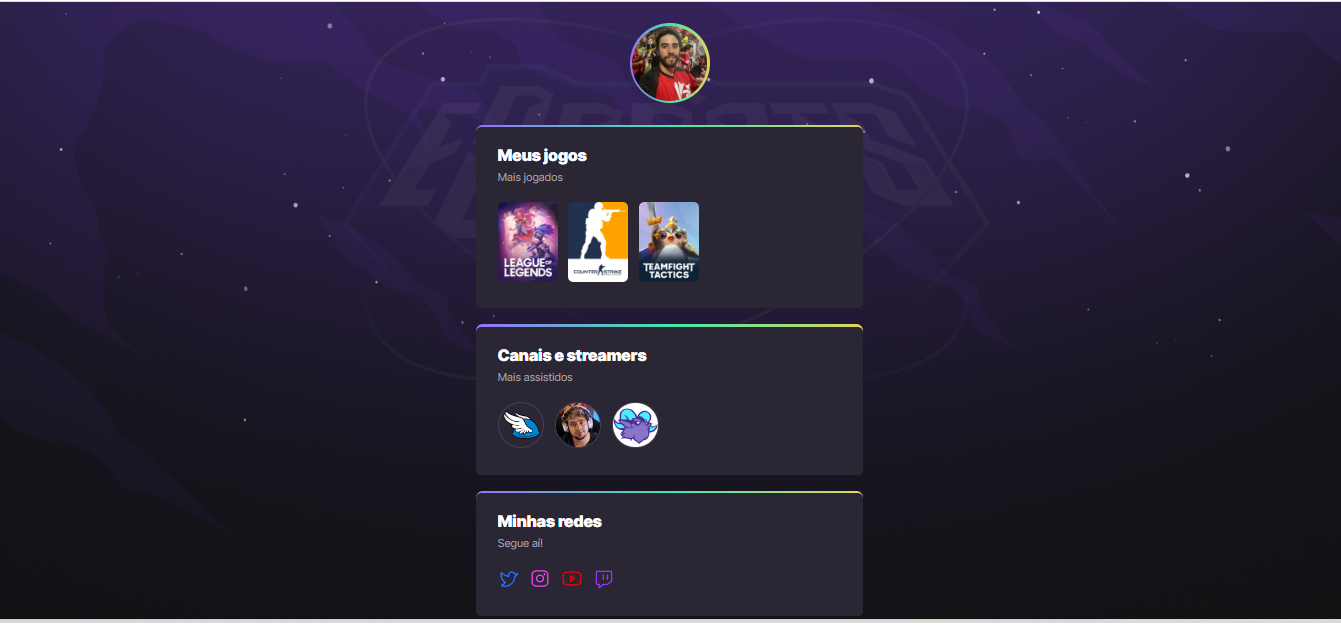 ESPORTS
Meus jogos
Mais jogados
LEAGUE OF
LEGENDS
COUNTER STRIKE
TEAMFIGHT
TACTICS
Canais e streamers
Mais assistidos
Minhas redes
Segue aí!